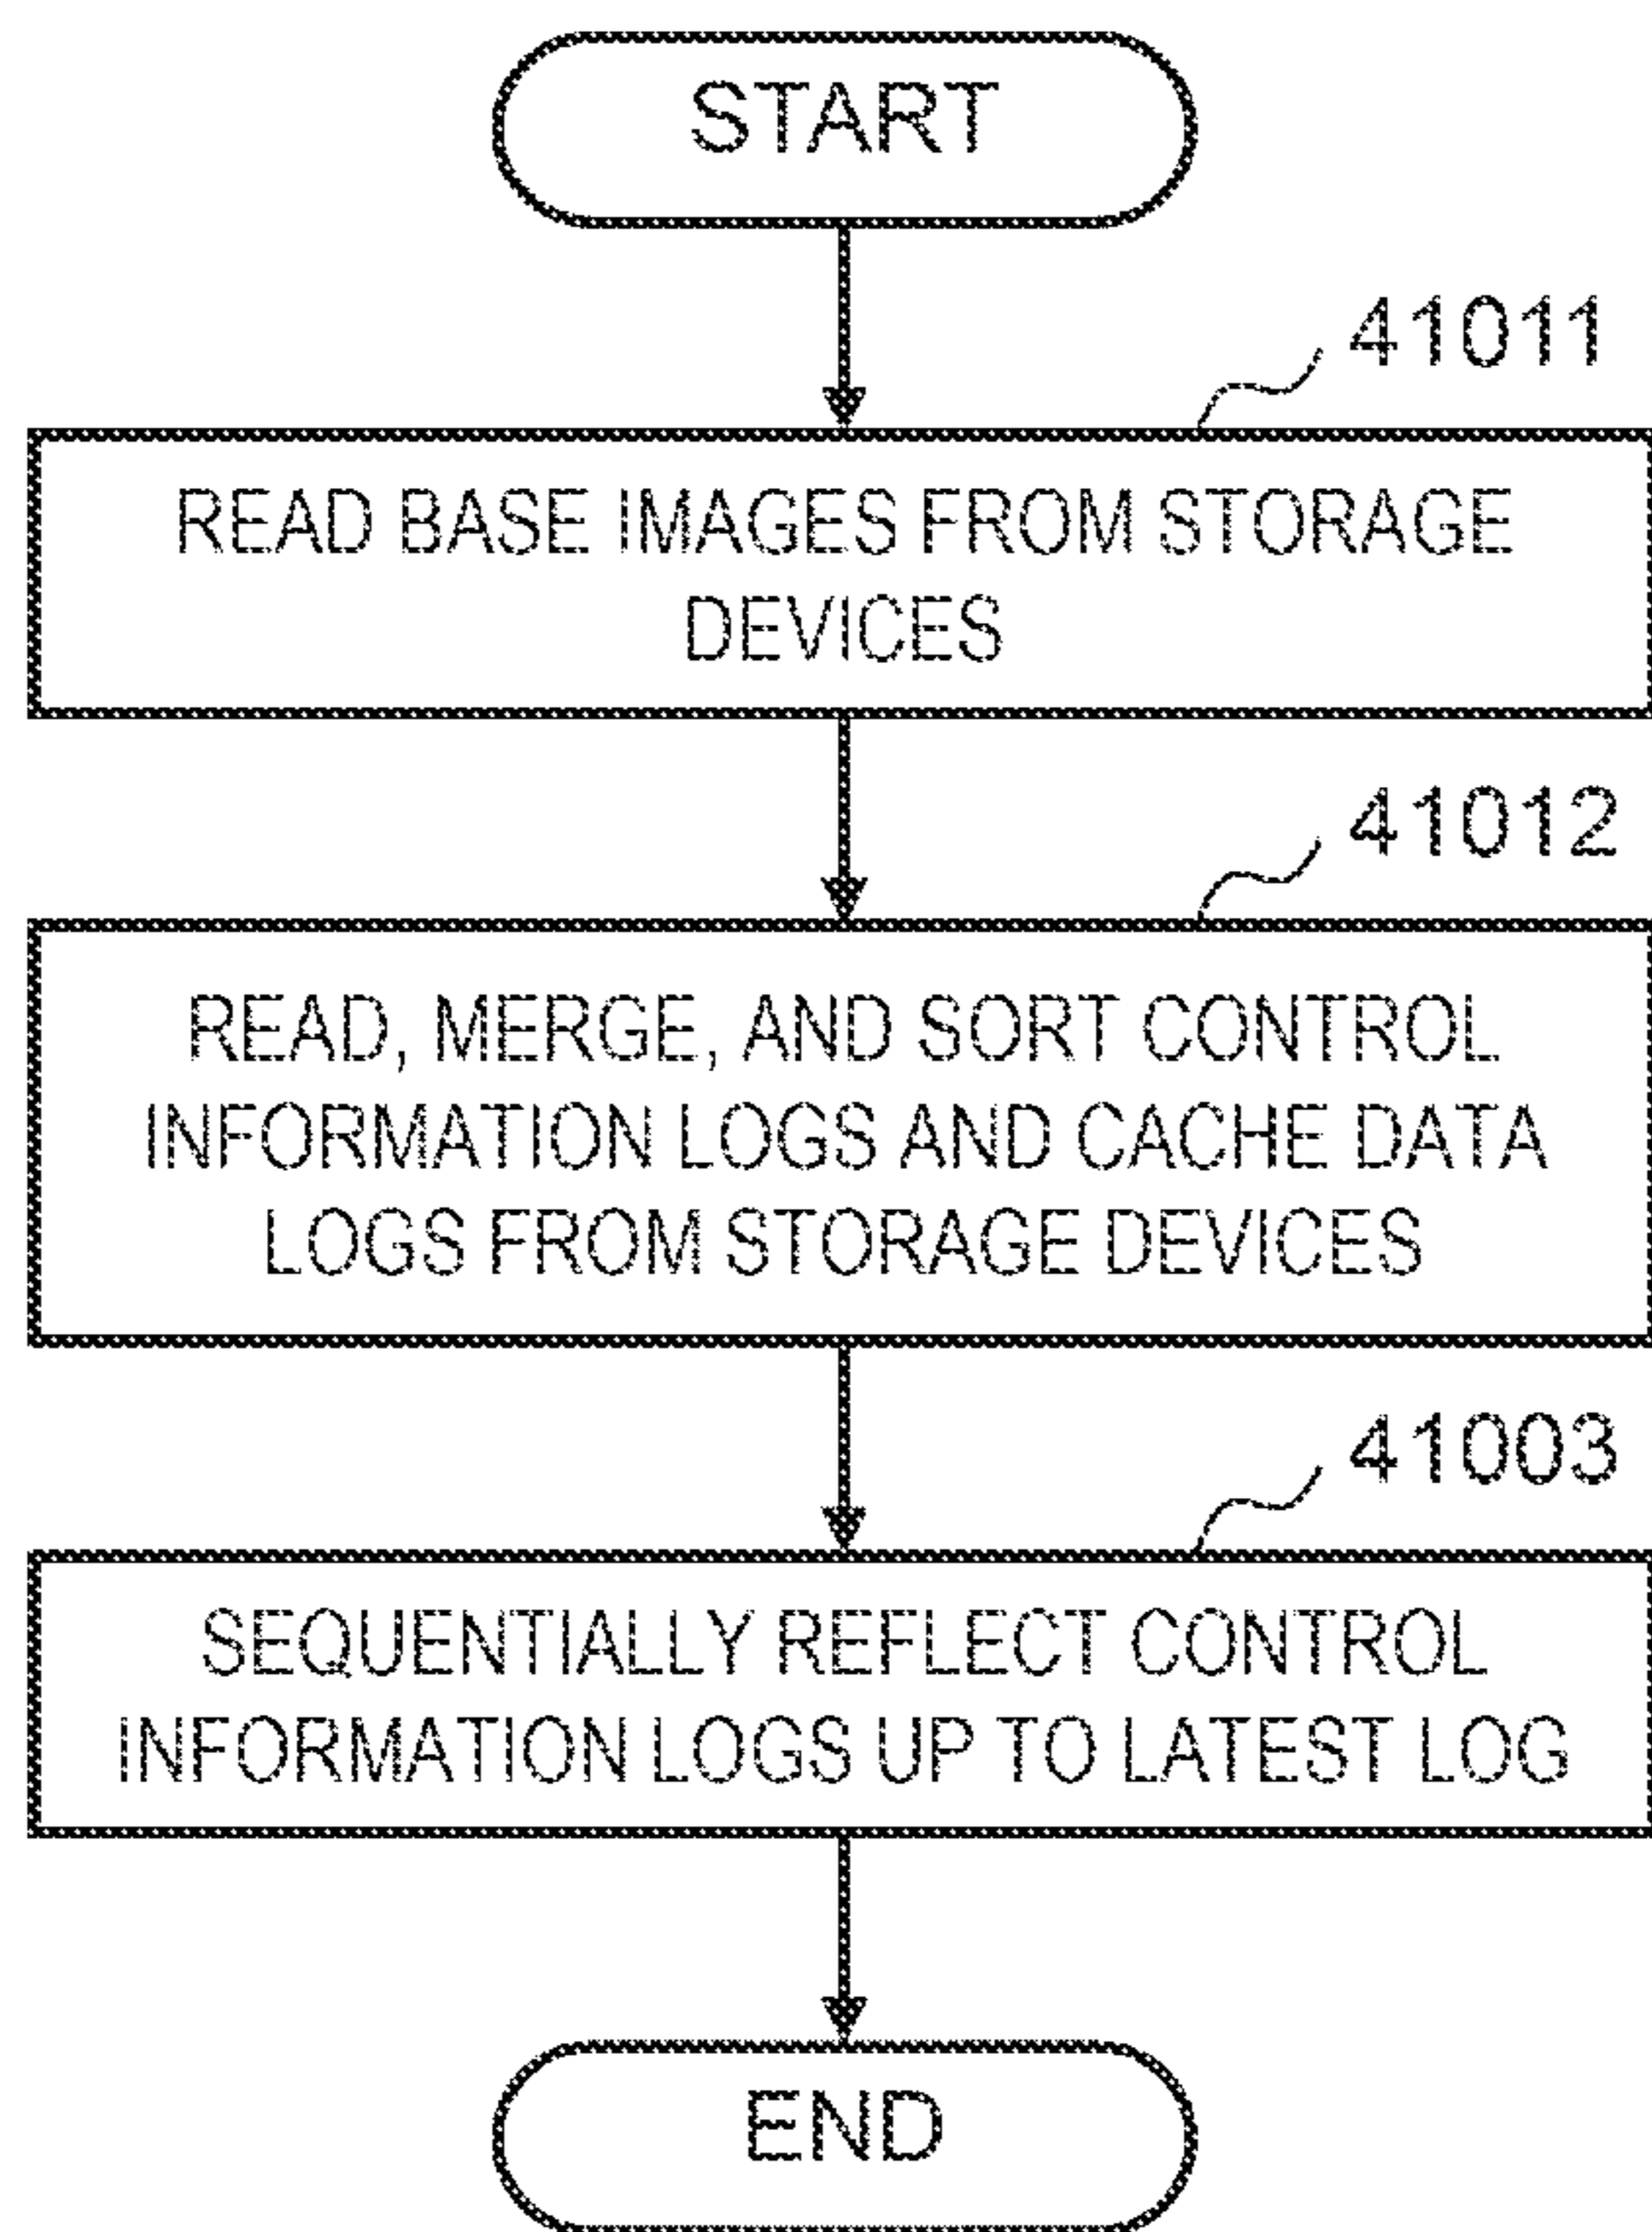 START
41011
READ BASE IMAGES FROM STORAGE
DEVICES
41012
READ, MERGE, AND SORT CONTROL
INFORMATION LOGS AND CACHE DATA
LOGS FROM STORAGE DEVICES
41003
SEQUENTIALLY REFLECT CONTROL
INFORMATION LOGS UP TO LATEST LOG
END